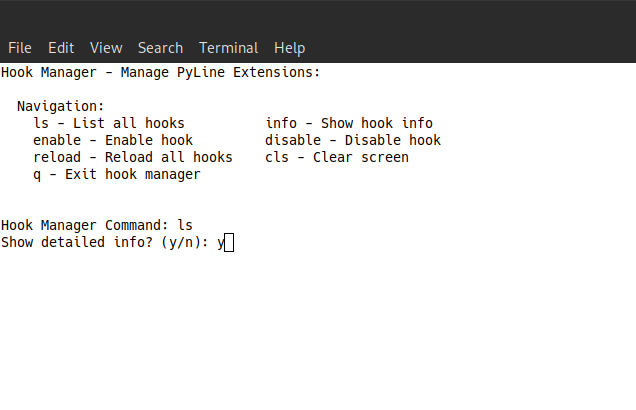 File Edit View Search Terminal Help
Hook Manager - Manage PyLine Extensions:
Navigation:
ls - List all hooks info - Show hook info
enable - Enable hook disable - Disable hook
reload - Reload all hooks cls - Clear screen
q - Exit hook manager
Hook Manager Command: ls
Show detailed info? (y/n): y